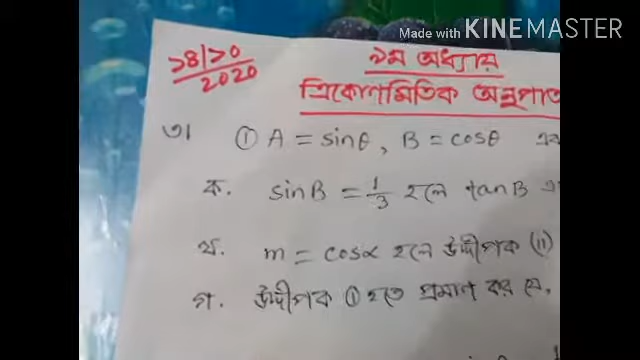 Made with KINEMASTER
১৪/১০
২০২০
৯ম অধ্যায়
ত্রিকোণমিতিক অনুপাত
৩। ① A = sinθ, B = cosθ
ক. sinB = 1/3 হলে tanB
খ. m = cosα হলে উদ্দীপক (ii)
গ. উদ্দীপক ① হতে প্রমাণ কর যে,